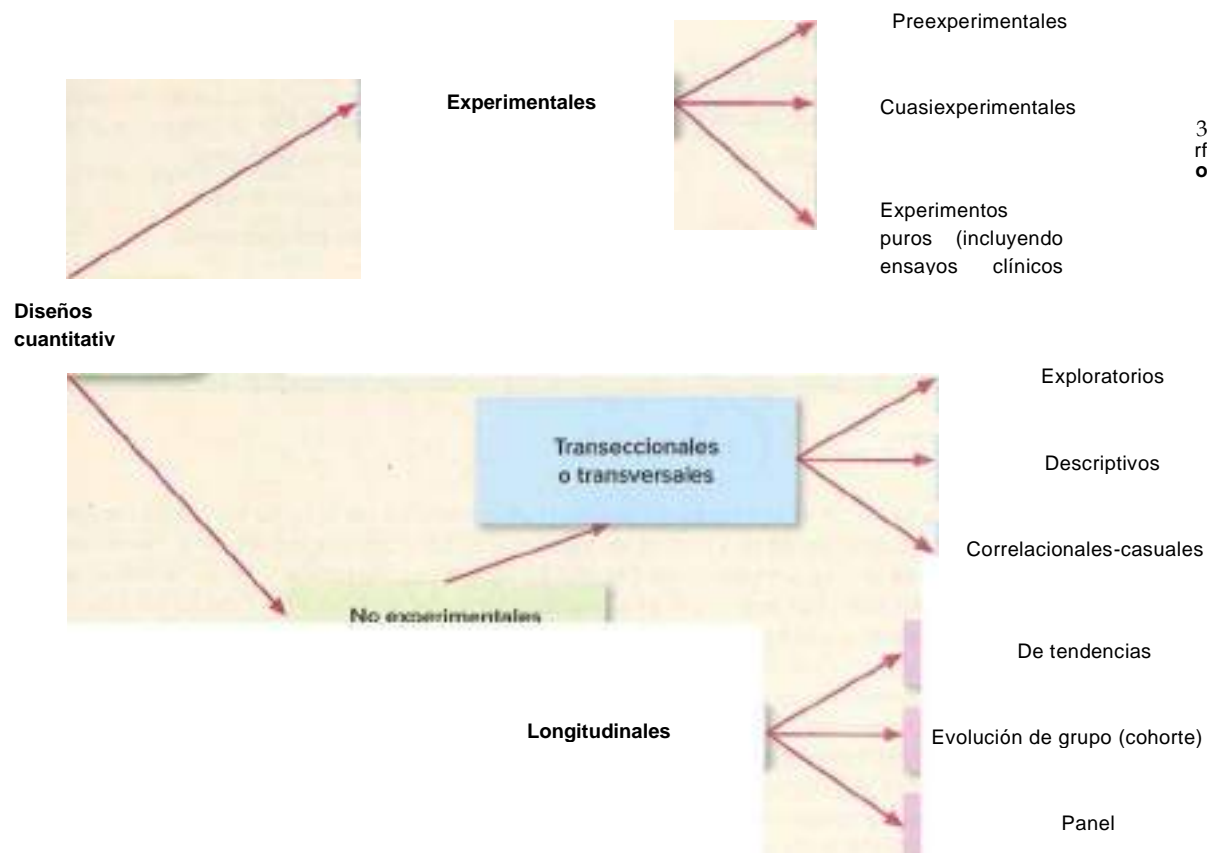 Preexperimentales
Experimentales
Cuasiexperimentales
3
rf
o
Experimentos
puros (incluyendo
ensayos clínicos
Diseños
cuantitativ
Exploratorios
Transeccionales
o transversales
Descriptivos
Correlacionales-casuales
No experimentales
De tendencias
Longitudinales
Evolución de grupo (cohorte)
Panel